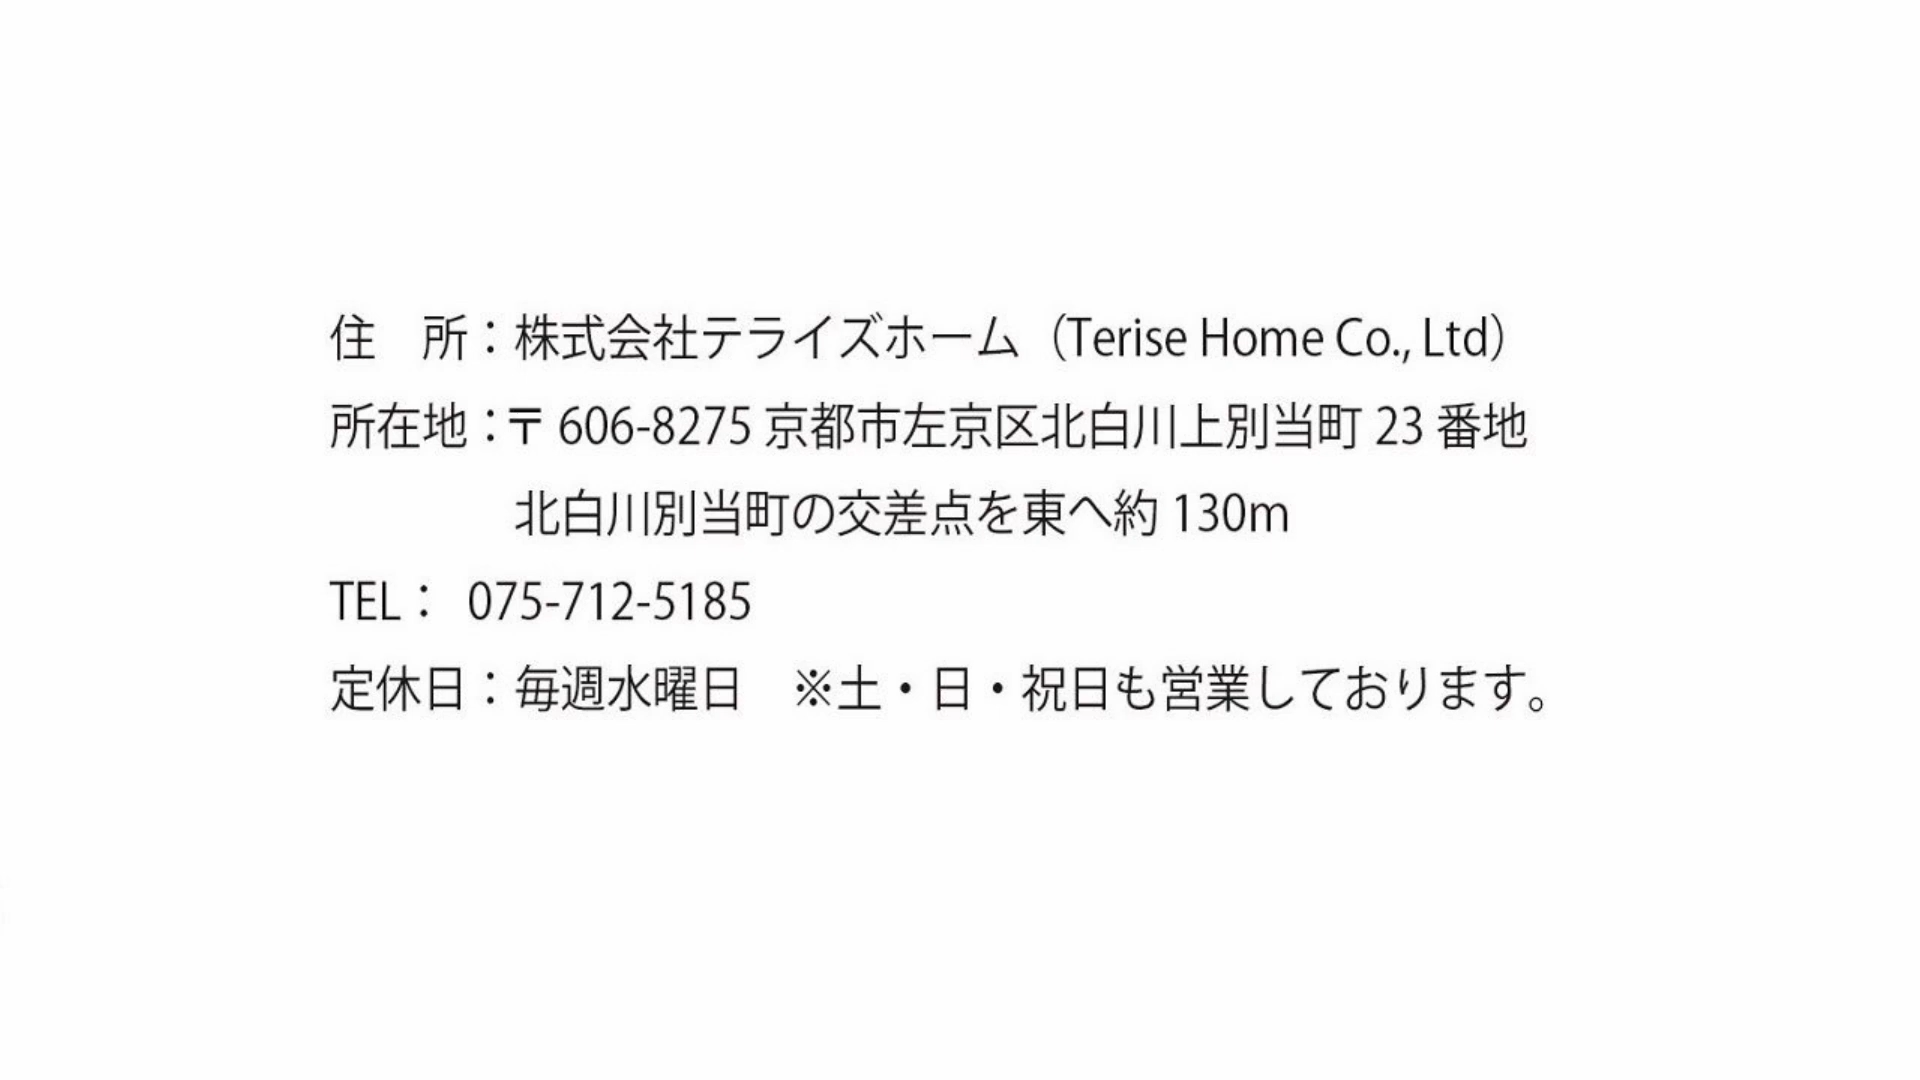 住　所：株式会社テライズホーム（Terise Home Co., Ltd）
所在地：〒 606-8275 京都市左京区北白川上別当町 23 番地
北白川別当町の交差点を東へ約 130m
TEL： 075-712-5185
定休日：毎週水曜日　※土・日・祝日も営業しております。